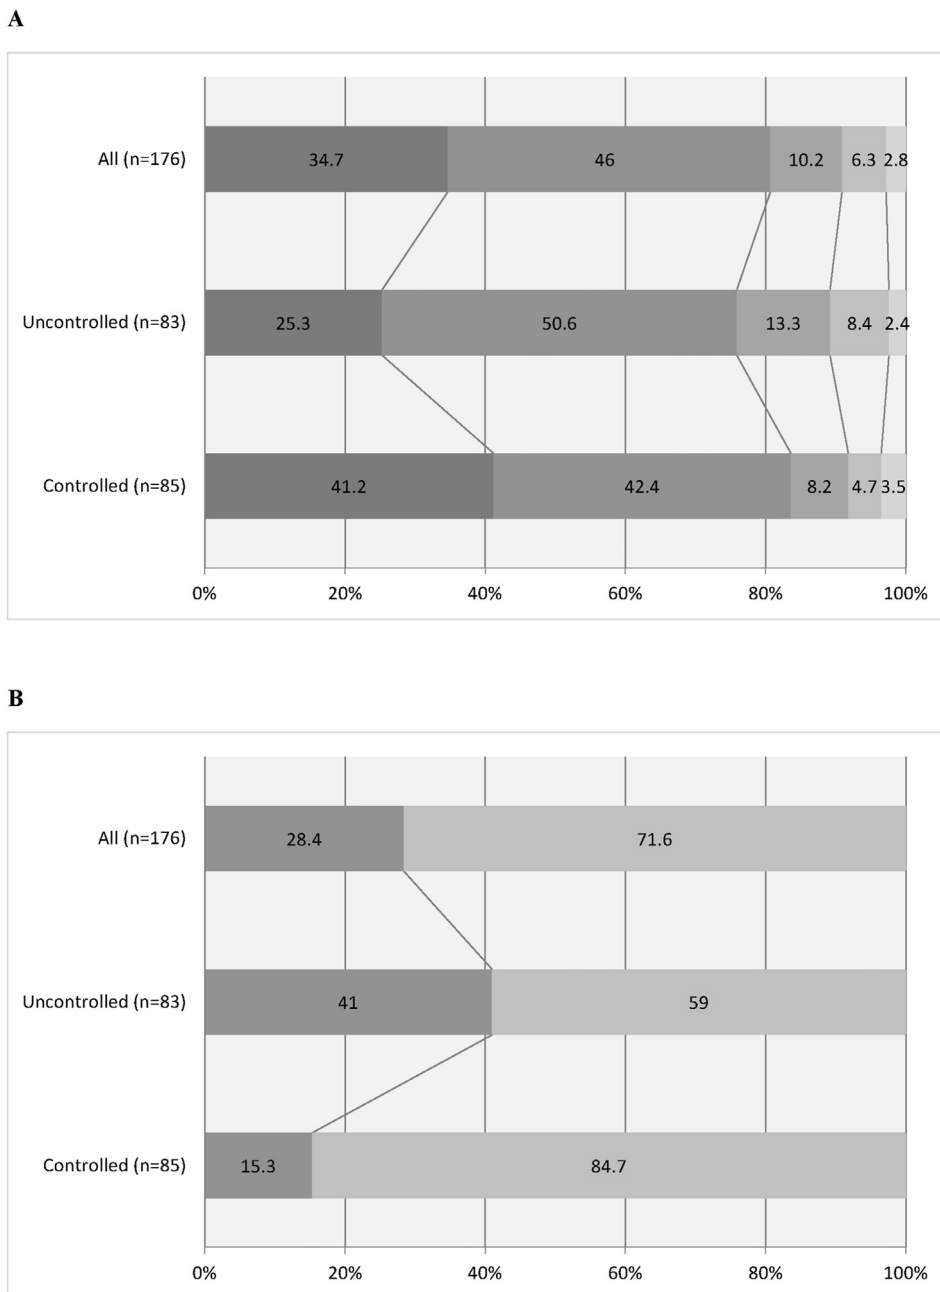 A
All (n=176) 34.7 46 10.2 6.3 2.8
Uncontrolled (n=83) 25.3 50.6 13.3 8.4 2.4
Controlled (n=85) 41.2 42.4 8.2 4.7 3.5
0% 20% 40% 60% 80% 100%
B
All (n=176) 28.4 71.6
Uncontrolled (n=83) 41 59
Controlled (n=85) 15.3 84.7
0% 20% 40% 60% 80% 100%